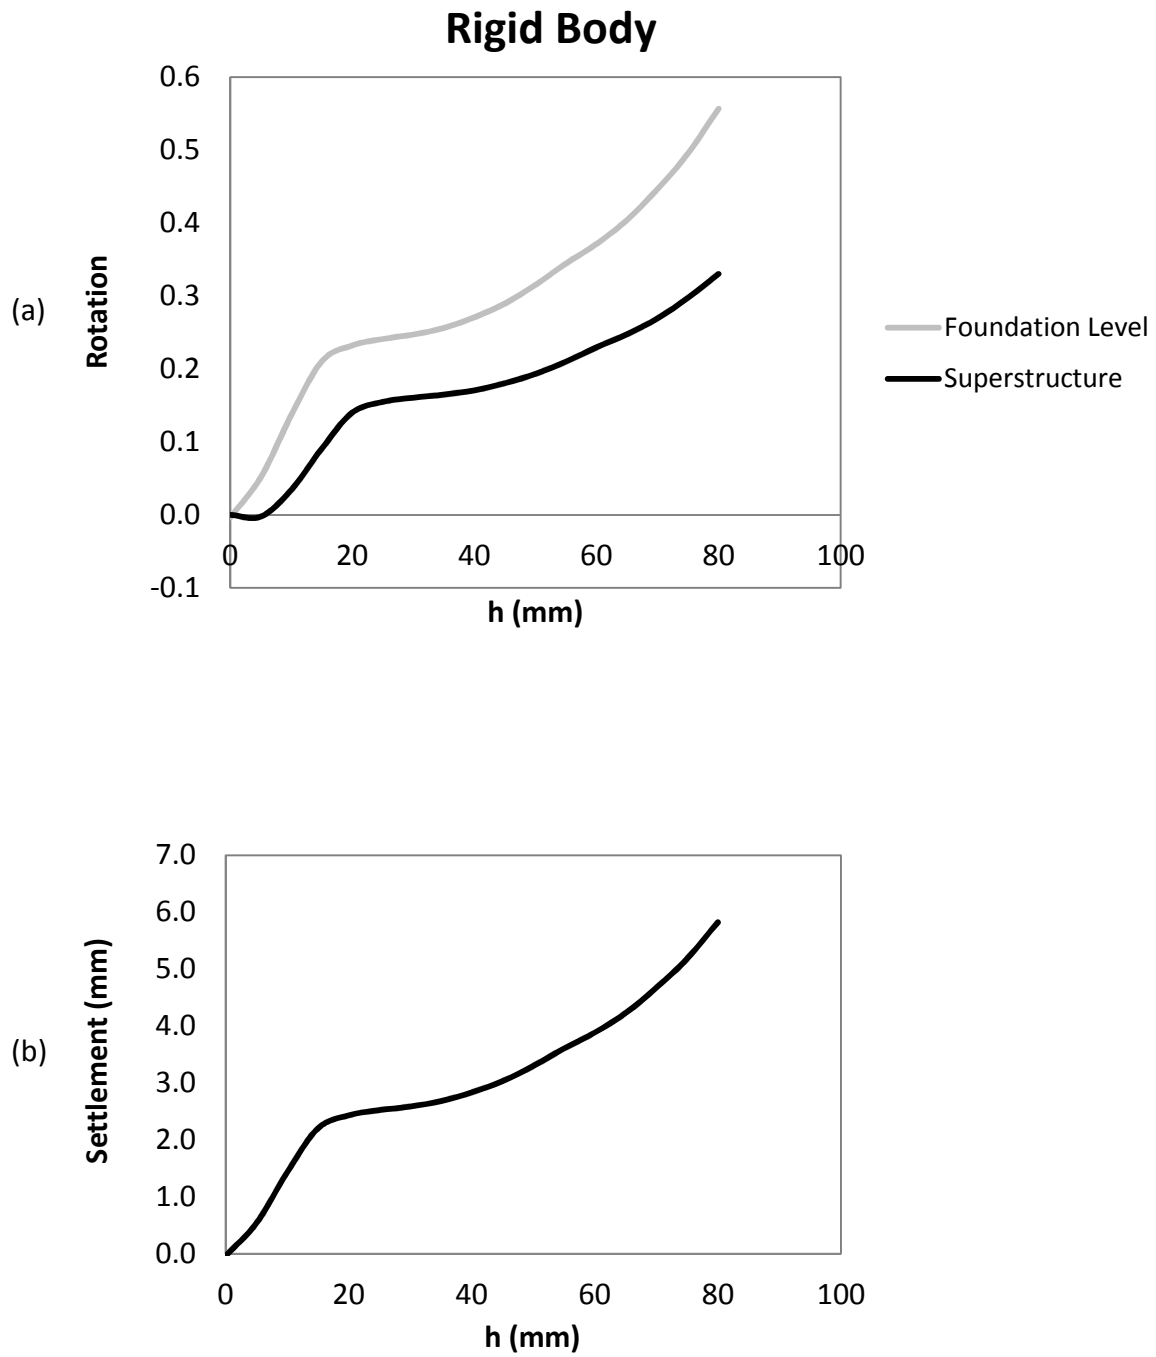 Rigid Body
(a)
Rotation
0.6
0.5
0.4
0.3
0.2
0.1
0.0
-0.1
0 20 40 60 80 100
h (mm)
Foundation Level
Superstructure
(b)
Settlement (mm)
7.0
6.0
5.0
4.0
3.0
2.0
1.0
0.0
0 20 40 60 80 100
h (mm)